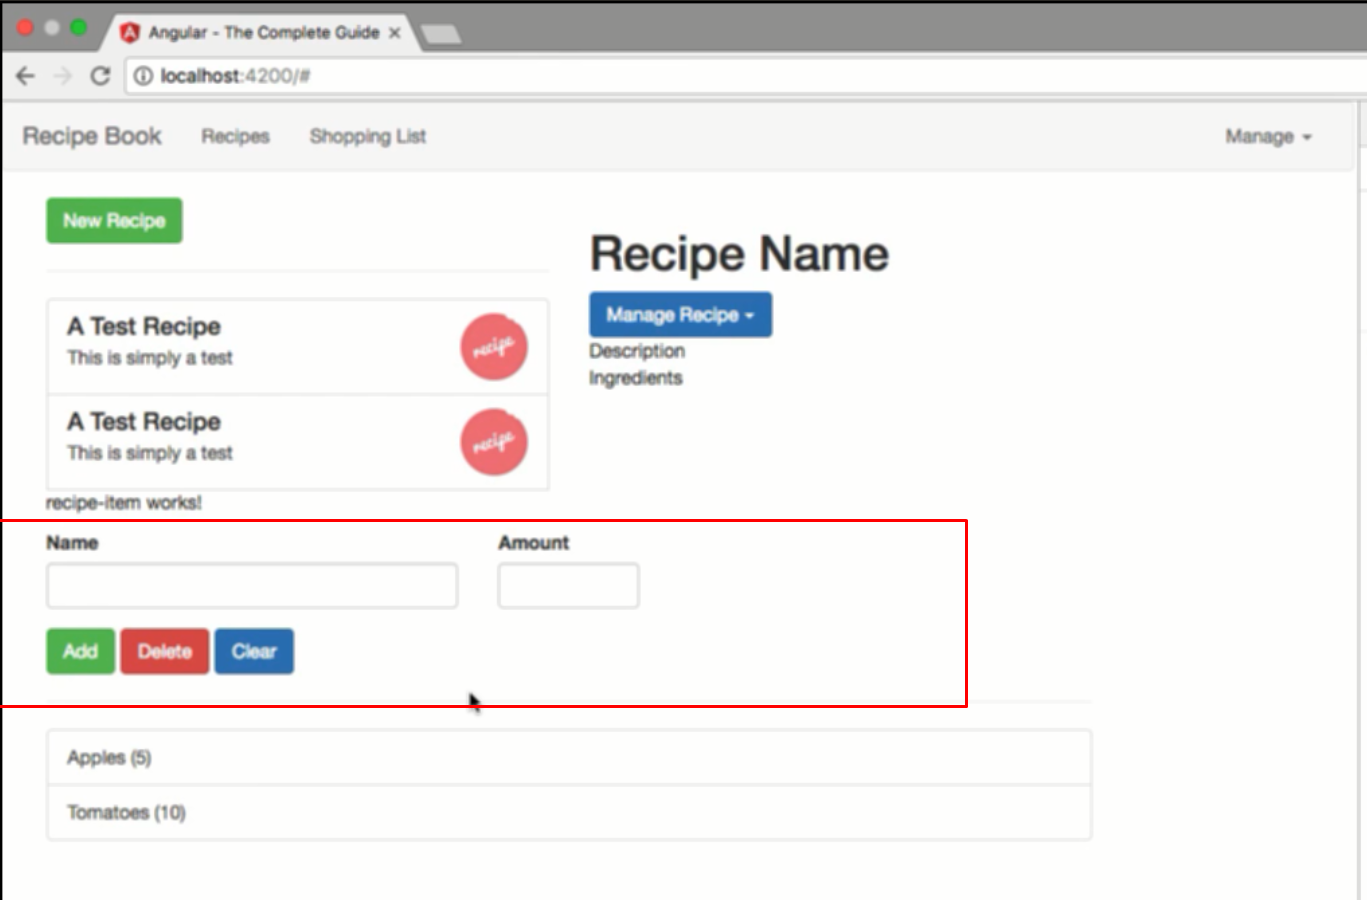 Angular - The Complete Guide
localhost:4200/#
Recipe Book Recipes Shopping List Manage
New Recipe
Recipe Name
Manage Recipe
Description
Ingredients
A Test Recipe
This is simply a test
recipe
A Test Recipe
This is simply a test
recipe
recipe-item works!
Name Amount
Add Delete Clear
Apples (5)
Tomatoes (10)